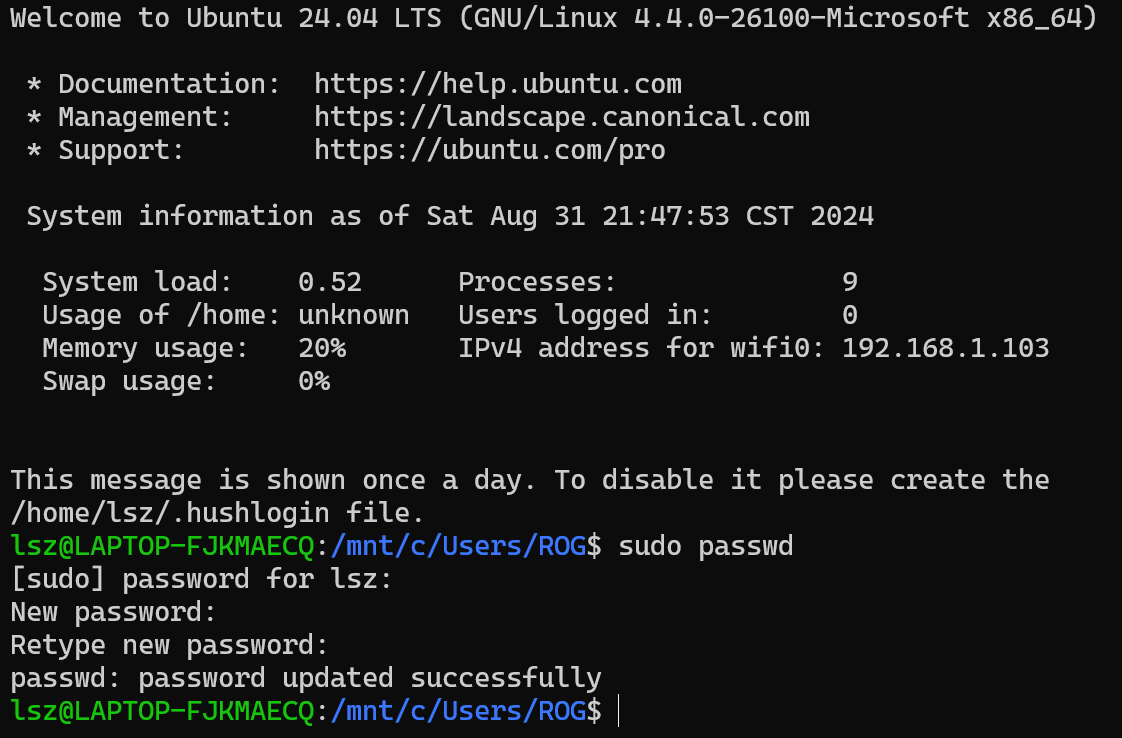 Welcome to Ubuntu 24.04 LTS (GNU/Linux 4.4.0-26100-Microsoft x86_64)
* Documentation:  https://help.ubuntu.com
* Management:     https://landscape.canonical.com
* Support:        https://ubuntu.com/pro
System information as of Sat Aug 31 21:47:53 CST 2024
System load:    0.52      Processes:              9
Usage of /home: unknown   Users logged in:        0
Memory usage:   20%       IPv4 address for wifi0: 192.168.1.103
Swap usage:     0%
This message is shown once a day. To disable it please create the
/home/lsz/.hushlogin file.
lsz@LAPTOP-FJKMAECQ:/mnt/c/Users/ROG$ sudo passwd
[sudo] password for lsz:
New password:
Retype new password:
passwd: password updated successfully
lsz@LAPTOP-FJKMAECQ:/mnt/c/Users/ROG$